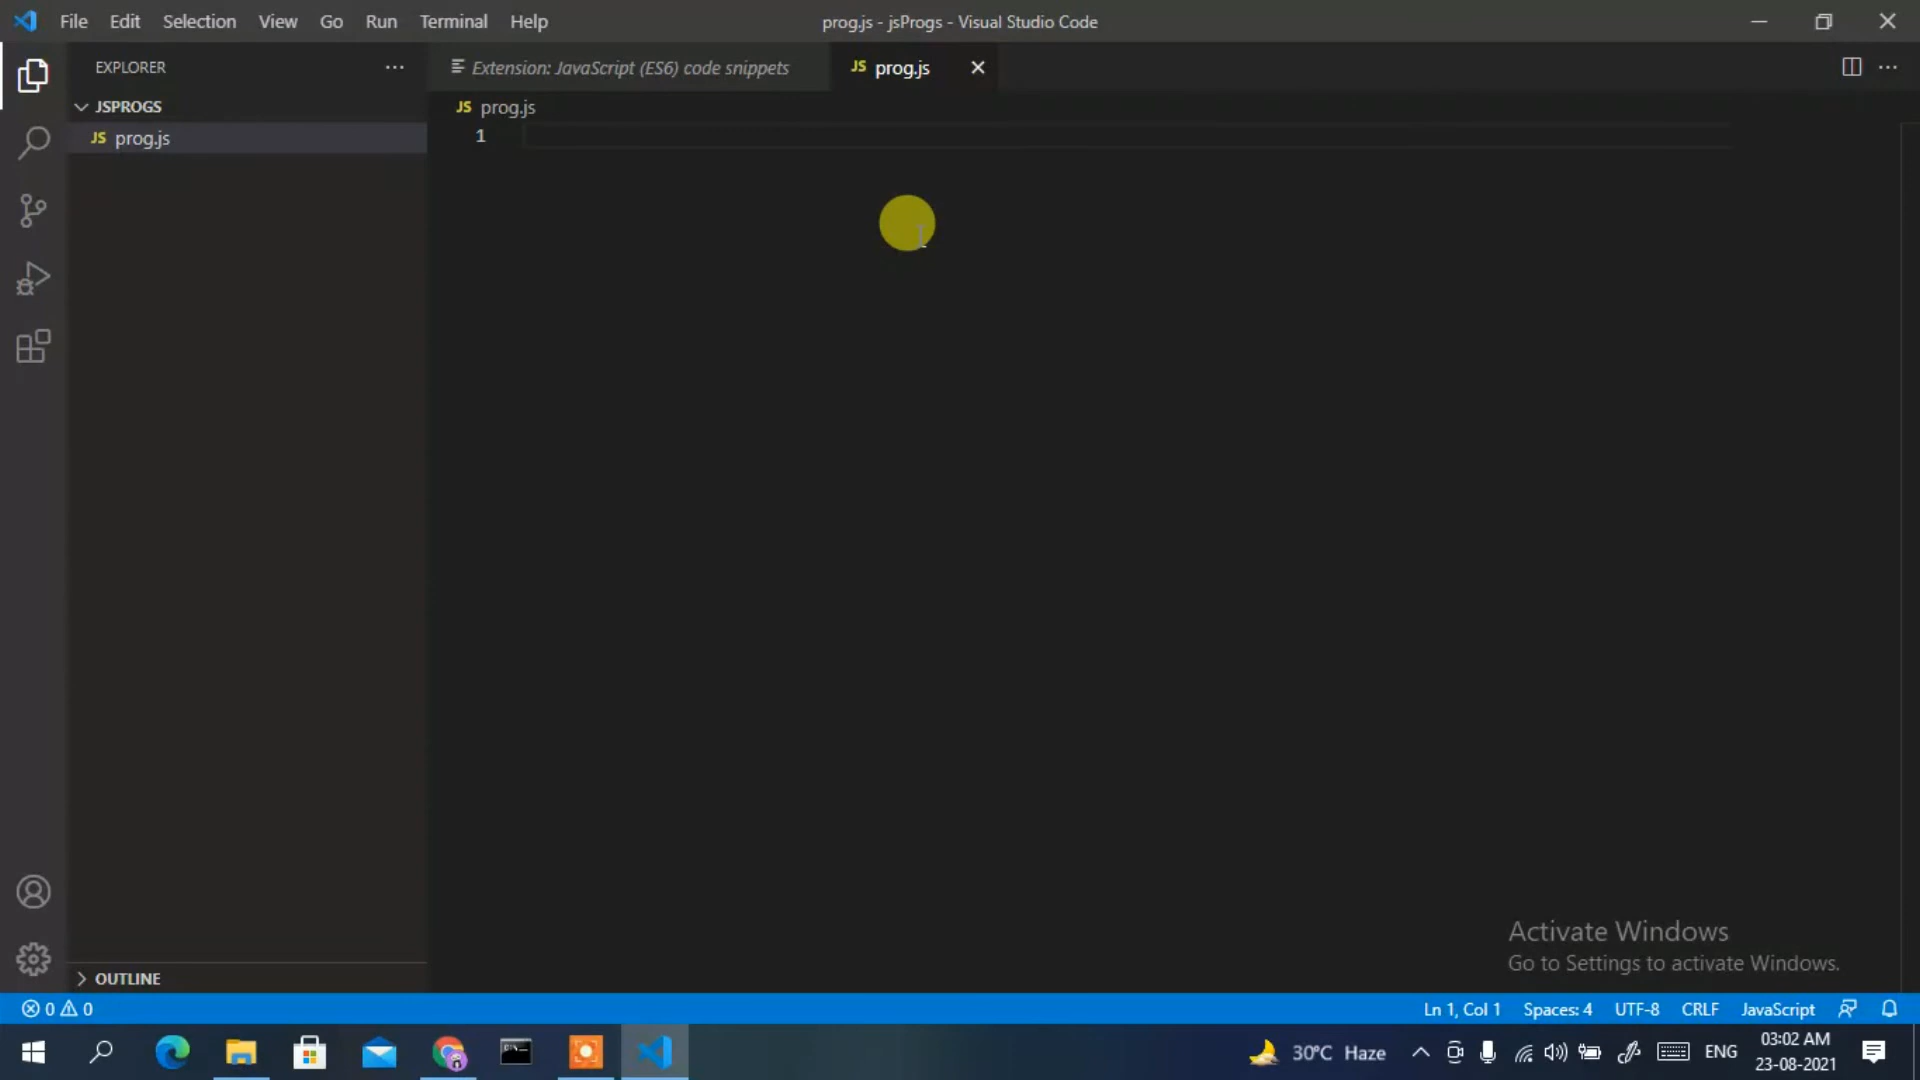 File Edit Selection View Go Run Terminal Help
prog.js - jsProgs - Visual Studio Code
EXPLORER
Extension: JavaScript (ES6) code snippets
JS prog.js
JSPROGS
JS prog.js
JS prog.js
1
Activate Windows
Go to Settings to activate Windows.
OUTLINE
0 0
Ln 1, Col 1 Spaces: 4 UTF-8 CRLF JavaScript
30°C Haze
ENG
03:02 AM
23-08-2021